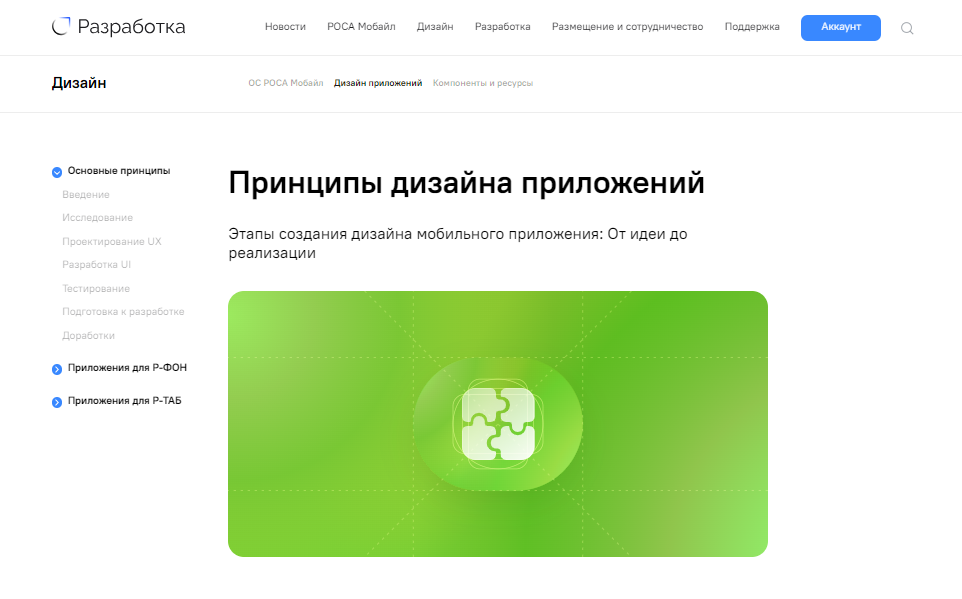 Разработка
Новости
РОСА Мобайл
Дизайн
Разработка
Размещение и сотрудничество
Поддержка
Аккаунт
Дизайн
ОС РОСА Мобайл
Дизайн приложений
Компоненты и ресурсы
Основные принципы
Введение
Исследование
Проектирование UX
Разработка UI
Тестирование
Подготовка к разработке
Доработки
Приложения для Р-ФОН
Приложения для Р-ТАБ
Принципы дизайна приложений
Этапы создания дизайна мобильного приложения: От идеи до
реализации